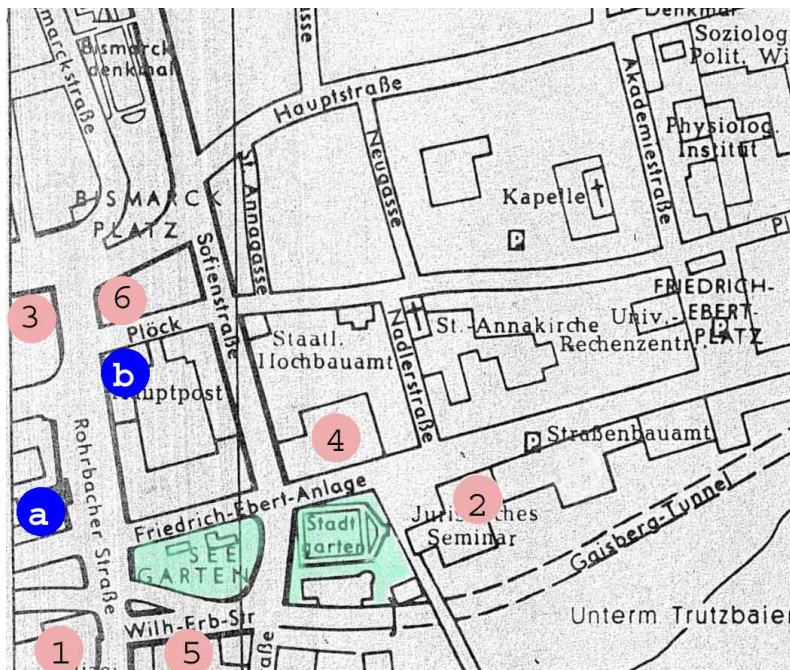 Denkmal
Soziolog
Polit. Wi
Bismarck
denkmal
Hauptstraße
Akademiestraße
Physiolog.
Institut
Neugasse
St. Annagasse
Kapelle
BISMARCK
PLATZ
Sofienstraße
P
6
3
Plöck
FRIEDRICH-
EBERT-
PLATZ
P
St.-Annakirche
Univ.-
Rechenzentr.
Staatl.
Hochbauamt
Nadlerstraße
b
Hauptpost
4
Rohrbacher Straße
P
Straßenbauamt
a
Friedrich-Ebert-Anlage
2
Juristisches
Seminar
Stadt
garten
SEE
GARTEN
Gaisberg-Tunnel
Wilh-Erb-Str
Unterm Trutzbaier
1
5